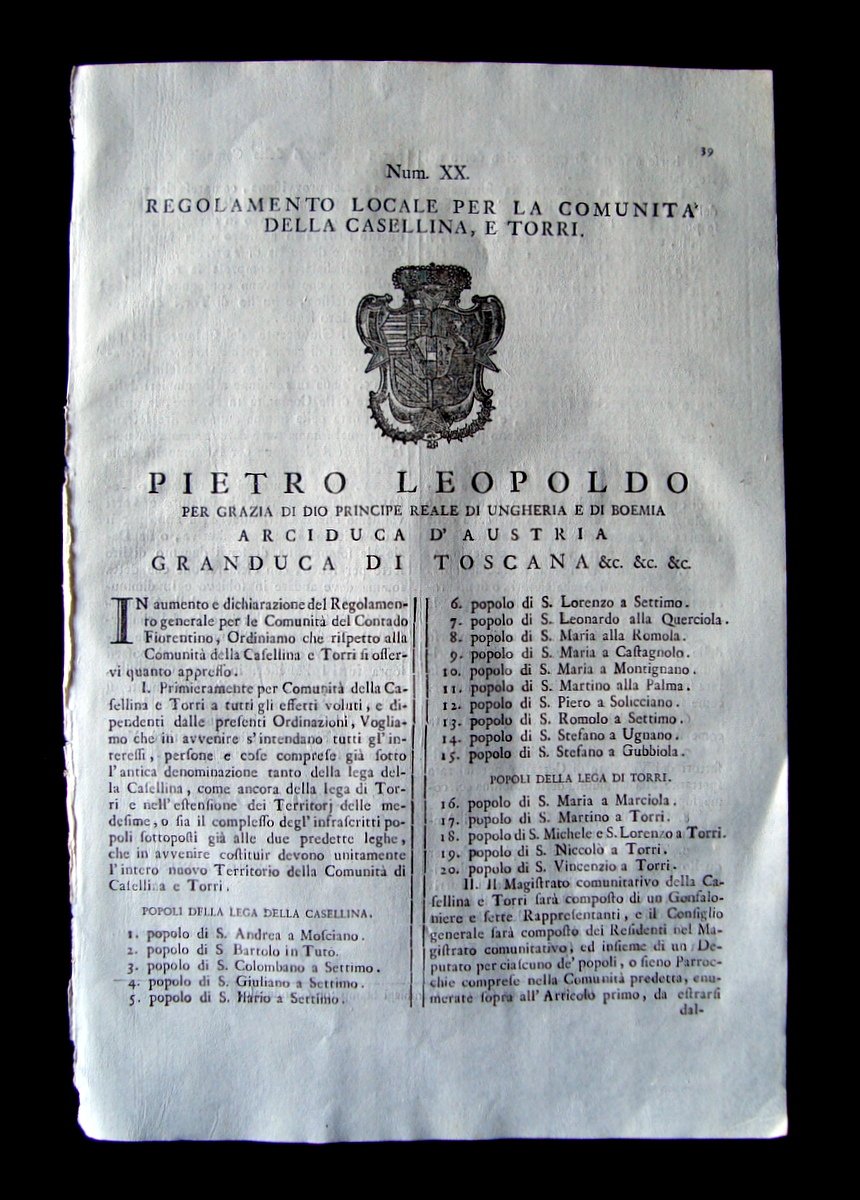 39
Num. XX.
REGOLAMENTO LOCALE PER LA COMUNITA'
DELLA CASELLINA, E TORRI.
PIETRO LEOPOLDO
PER GRAZIA DI DIO PRINCIPE REALE DI UNGHERIA E DI BOEMIA
ARCIDUCA D'AUSTRIA
GRANDUCA DI TOSCANA &c. &c. &c.
IN aumento e dichiarazione del Regolamen-
to generale per le Comunità del Contado
Fiorentino, Ordiniamo che riſpetto alla
Comunità della Caſellina e Torri ſi oſſer-
vi quanto appreſſo.
I. Primieramente per Comunità della Ca-
ſellina e Torri a tutti gli effetti voluti, e di-
pendenti dalle preſenti Ordinazioni, Voglia-
mo che in avvenire s'intendano tutti gl'in-
tereſſi, perſone e coſe compreſe già ſotto
l'antica denominazione tanto della lega del-
la Caſellina, come ancora della lega di Tor-
ri e nell'eſtenſione dei Territorj delle me-
deſime, o ſia il compleſſo degl'infraſcritti po-
poli ſottopoſti già alle due predette leghe,
che in avvenire coſtituir devono unitamente
l'intero nuovo Territorio della Comunità di
Caſellina e Torri.
POPOLI DELLA LEGA DELLA CASELLINA.
1. popolo di S. Andrea a Moſciano.
2. popolo di S Bartolo in Tuto.
3. popolo di S. Colombano a Settimo.
4. popolo di S. Giuliano a Settimo.
5. popolo di S. Ilario a Settimo.
6. popolo di S. Lorenzo a Settimo.
7. popolo di S. Leonardo alla Querciola.
8. popolo di S. Maria alla Romola.
9. popolo di S. Maria a Caſtagnolo.
10. popolo di S. Maria a Montignano.
11. popolo di S. Martino alla Palma.
12. popolo di S. Piero a Solicciano.
13. popolo di S. Romolo a Settimo.
14. popolo di S. Stefano a Ugnano.
15. popolo di S. Stefano a Gubbiola.
POPOLI DELLA LEGA DI TORRI.
16. popolo di S. Maria a Marciola.
17. popolo di S. Martino a Torri.
18. popolo di S. Michele e S. Lorenzo a Torri.
19. popolo di S. Niccolò a Torri.
20. popolo di S. Vincenzio a Torri.
II. Il Magiſtrato comunitativo della Ca-
ſellina e Torri ſarà compoſto di un Gonfalo-
niere e ſette Rappreſentanti, e il Conſiglio
generale ſarà compoſto dei Reſidenti nel Ma-
giſtrato comunitativo, ed inſieme di un De-
putato per ciaſcuno de' popoli, o ſieno Parroc-
chie compreſe nella Comunità predetta, enu-
merate ſopra all'Articolo primo, da eſtrarſi
dal-